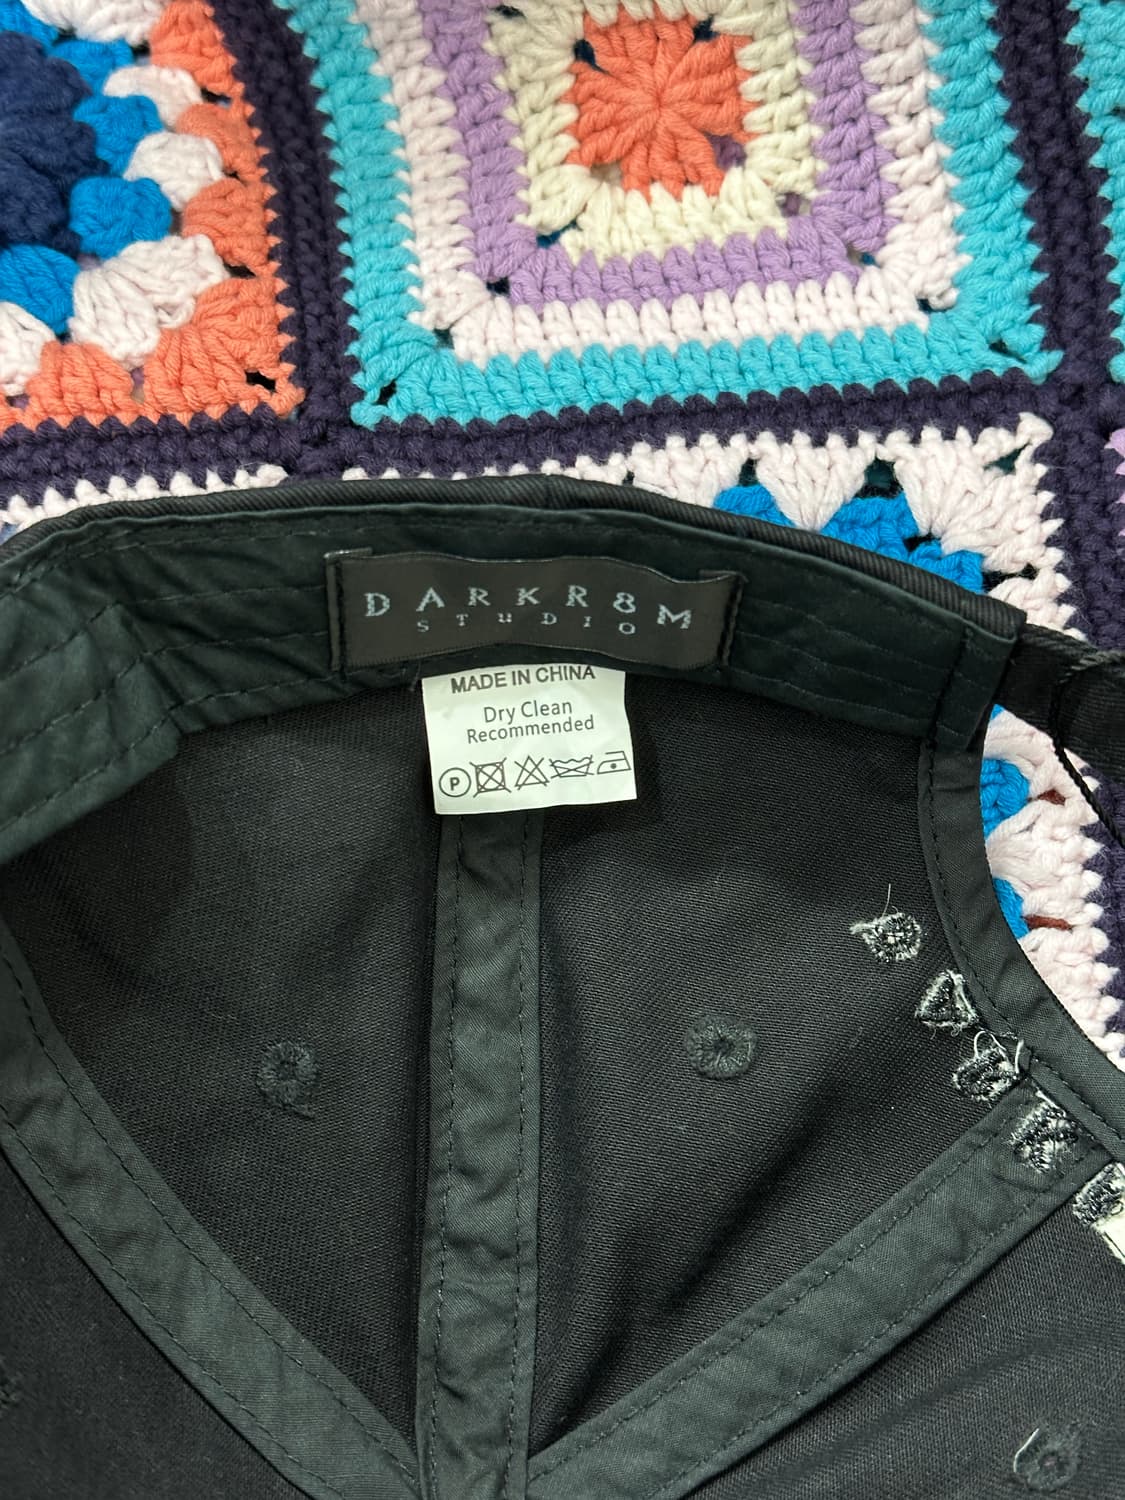 DARKR8M
STUDIO
MADE IN CHINA
Dry Clean
Recommended
P